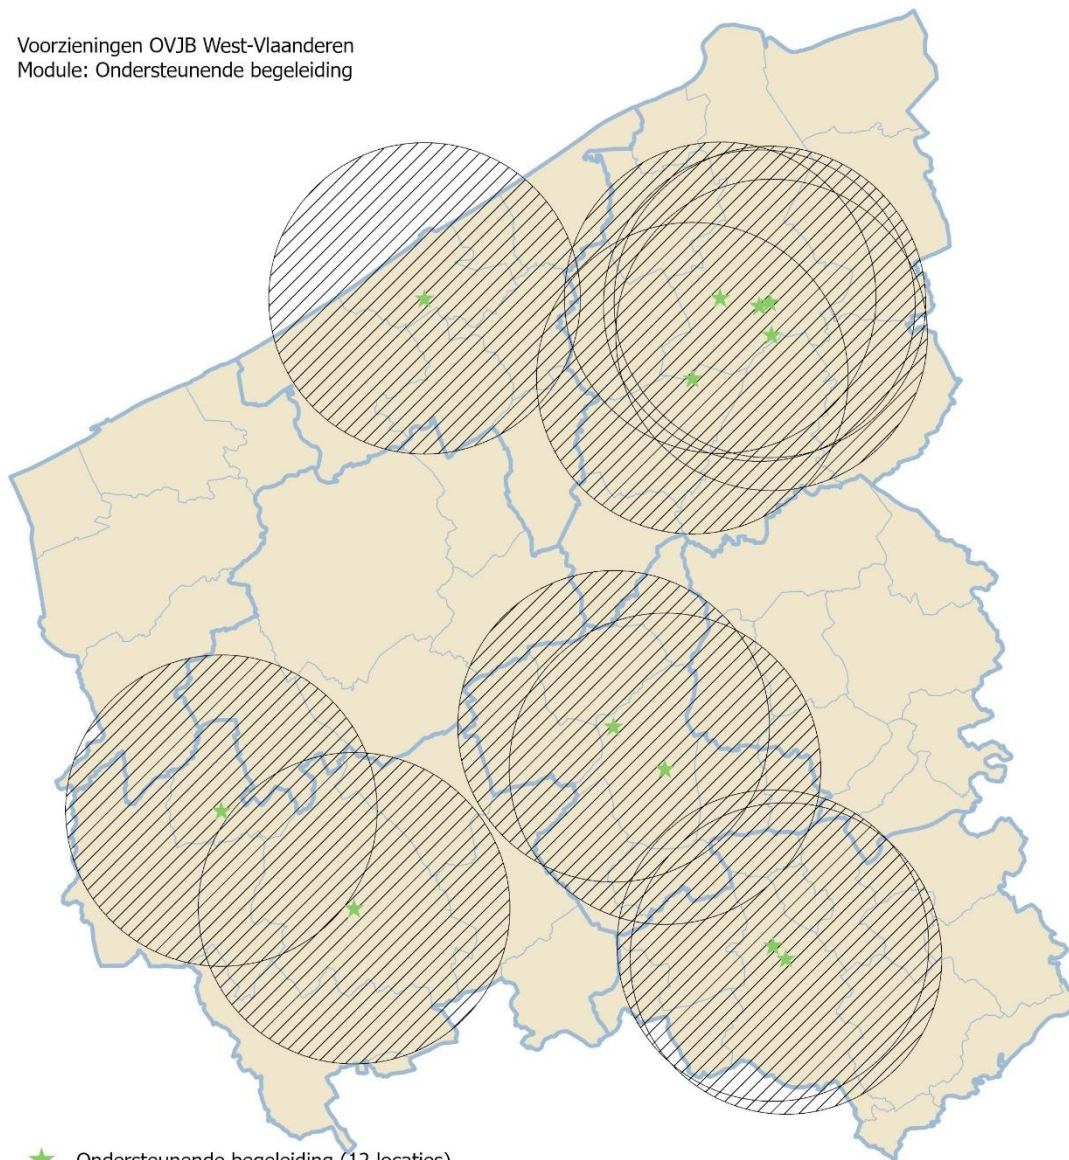 Voorzieningen OVJB West-Vlaanderen
Module: Ondersteunende begeleiding
Ondersteunende begeleiding (12 locaties)